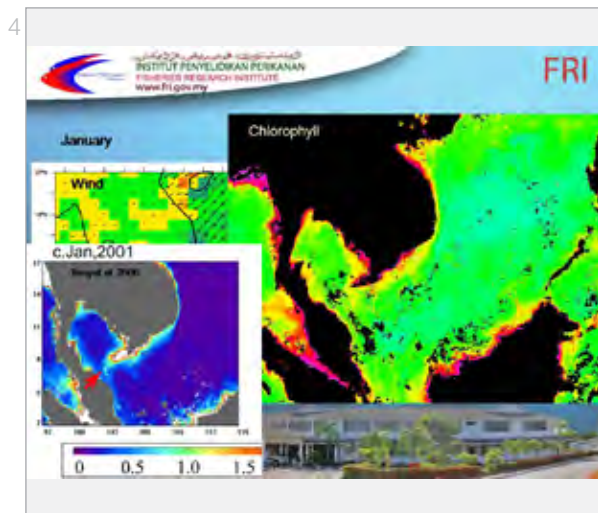 4
INSTITUT PENYELIDIKAN PERIKANAN
FISHERIES RESEARCH INSTITUTE
www.fri.gov.my
FRI
January
Chlorophyll
Wind
c.Jan,2001
0 0.5 1.0 1.5